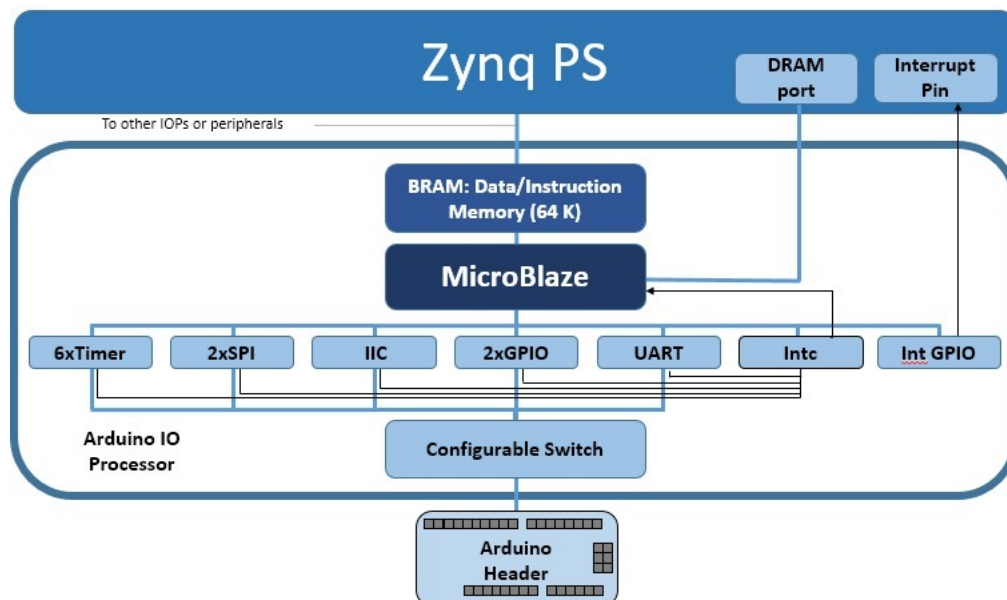 Zynq PS
DRAM
port
Interrupt
Pin
To other IOPs or peripherals
BRAM: Data/Instruction
Memory (64 K)
MicroBlaze
6xTimer
2xSPI
IIC
2xGPIO
UART
Intc
Int GPIO
Arduino IO
Processor
Configurable Switch
Arduino
Header